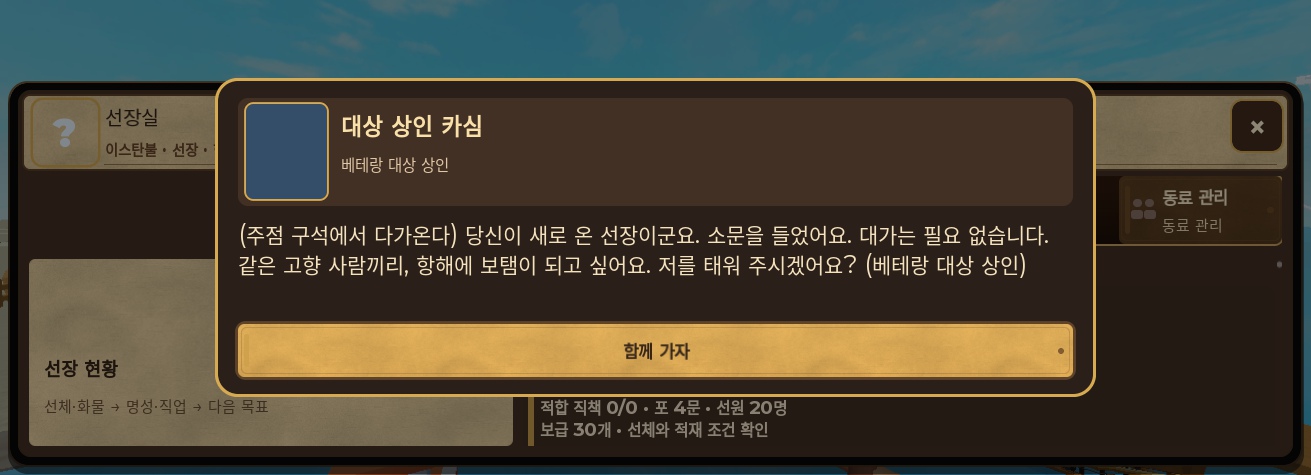 선장실
이스탄불 • 선장 •
대상 상인 카심
베테랑 대상 상인
동료 관리
동료 관리
(주점 구석에서 다가온다) 당신이 새로 온 선장이군요. 소문을 들었어요. 대가는 필요 없습니다.
같은 고향 사람끼리, 항해에 보탬이 되고 싶어요. 저를 태워 주시겠어요? (베테랑 대상 상인)
함께 가자
선장 현황
선체·화물 → 명성·직업 → 다음 목표
적합 직책 0/0 • 포 4문 • 선원 20명
보급 30개 • 선체와 적재 조건 확인